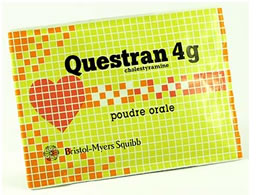 Questran 4g
cholestyramine
poudre orale
Bristol-Myers Squibb